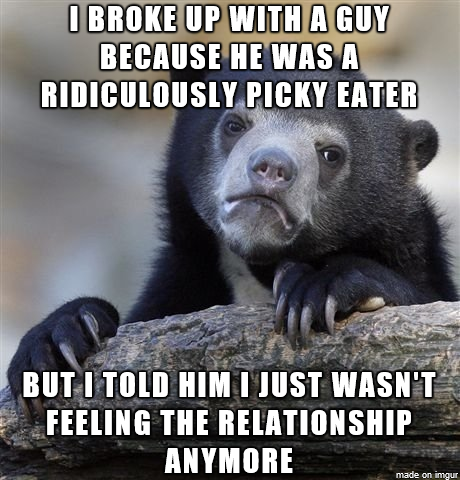 I BROKE UP WITH A GUY
BECAUSE HE WAS A
RIDICULOUSLY PICKY EATER
BUT I TOLD HIM I JUST WASN'T
FEELING THE RELATIONSHIP
ANYMORE
made on imgur